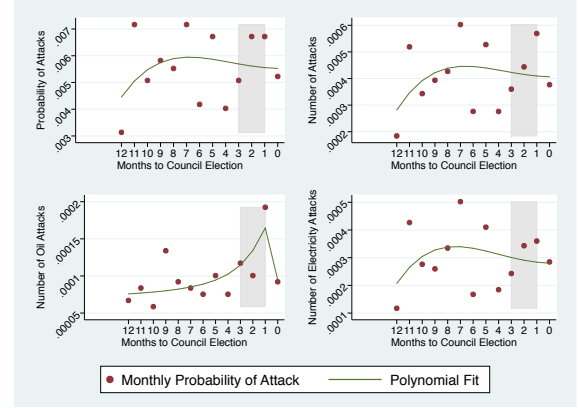 Probability of Attacks
.003 .004 .005 .006 .007
12 11 10 9 8 7 6 5 4 3 2 1 0
Months to Council Election
Number of Attacks
.0002 .0003 .0004 .0005 .0006
12 11 10 9 8 7 6 5 4 3 2 1 0
Months to Council Election
Number of Oil Attacks
.00005 .0001 .00015 .0002
12 11 10 9 8 7 6 5 4 3 2 1 0
Months to Council Election
Number of Electricity Attacks
.0001 .0002 .0003 .0004 .0005
12 11 10 9 8 7 6 5 4 3 2 1 0
Months to Council Election
Monthly Probability of Attack Polynomial Fit